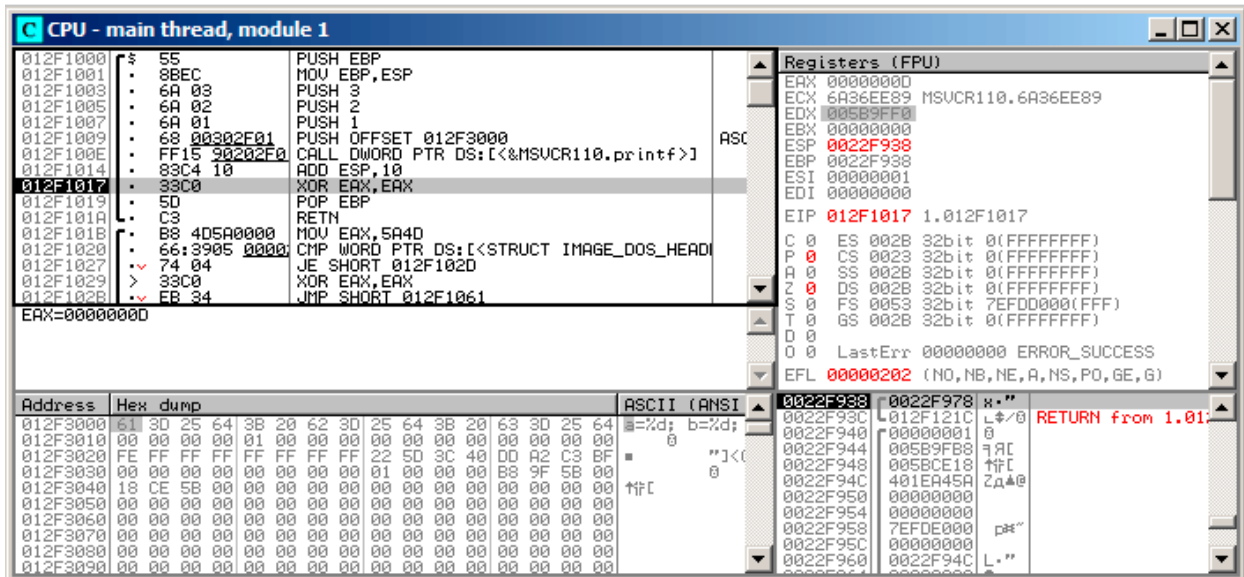 C CPU - main thread, module 1
012F1000 $ 55 PUSH EBP
012F1001 . 8BEC MOV EBP,ESP
012F1003 . 6A 03 PUSH 3
012F1005 . 6A 02 PUSH 2
012F1007 . 6A 01 PUSH 1
012F1009 . 68 00302F01 PUSH OFFSET 012F3000 ASC
012F100E . FF15 90202F0 CALL DWORD PTR DS:[<&MSVCR110.printf>]
012F1014 . 83C4 10 ADD ESP,10
012F1017 . 33C0 XOR EAX,EAX
012F1019 . 5D POP EBP
012F101A . C3 RETN
012F101B . B8 4D5A0000 MOV EAX,5A4D
012F1020 . 66:3905 0000 CMP WORD PTR DS:[<STRUCT IMAGE_DOS_HEAD
012F1027 . 74 04 JE SHORT 012F102D
012F1029 > 33C0 XOR EAX,EAX
012F102B . EB 34 JMP SHORT 012F1061
EAX=0000000D
Registers (FPU)
EAX 0000000D
ECX 6A36EE89 MSVCR110.6A36EE89
EDX 005B9FF0
EBX 00000000
ESP 0022F938
EBP 0022F938
ESI 00000001
EDI 00000000
EIP 012F1017 1.012F1017
C 0 ES 002B 32bit 0(FFFFFFFF)
P 0 CS 0023 32bit 0(FFFFFFFF)
A 0 SS 002B 32bit 0(FFFFFFFF)
Z 0 DS 002B 32bit 0(FFFFFFFF)
S 0 FS 0053 32bit 7EFDD000(FFF)
T 0 GS 002B 32bit 0(FFFFFFFF)
D 0
O 0 LastErr 00000000 ERROR_SUCCESS
EFL 00000202 (NO,NB,NE,A,NS,PO,GE,G)
Address Hex dump ASCII (ANSI
012F3000 61 3D 25 64 3B 20 62 3D 25 64 3B 20 63 3D 25 64 a=%d; b=%d;
012F3010 00 00 00 00 01 00 00 00 00 00 00 00 00 00 00 00
012F3020 FE FF FF FF FF FF FF FF 22 5D 3C 40 DD A2 C3 BF "]<
012F3030 00 00 00 00 00 00 00 00 01 00 00 00 B8 9F 5B 00
012F3040 18 CE 5B 00 00 00 00 00 00 00 00 00 00 00 00 00
012F3050 00 00 00 00 00 00 00 00 00 00 00 00 00 00 00 00
012F3060 00 00 00 00 00 00 00 00 00 00 00 00 00 00 00 00
012F3070 00 00 00 00 00 00 00 00 00 00 00 00 00 00 00 00
012F3080 00 00 00 00 00 00 00 00 00 00 00 00 00 00 00 00
012F3090 00 00 00 00 00 00 00 00 00 00 00 00 00 00 00 00
0022F938 0022F978 x."
0022F93C 012F121C RETURN from 1.01
0022F940 00000001
0022F944 005B9FB8
0022F948 005BCE18
0022F94C 401EA45A
0022F950 00000000
0022F954 00000000
0022F958 7EFDE000
0022F95C 00000000
0022F960 0022F94C L."